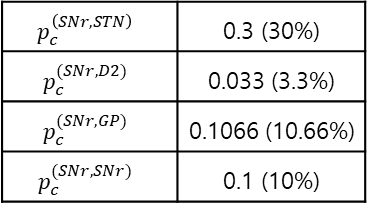 p_c^{(SNr,STN)} 0.3 (30%)
p_c^{(SNr,D2)} 0.033 (3.3%)
p_c^{(SNr,GP)} 0.1066 (10.66%)
p_c^{(SNr,SNr)} 0.1 (10%)